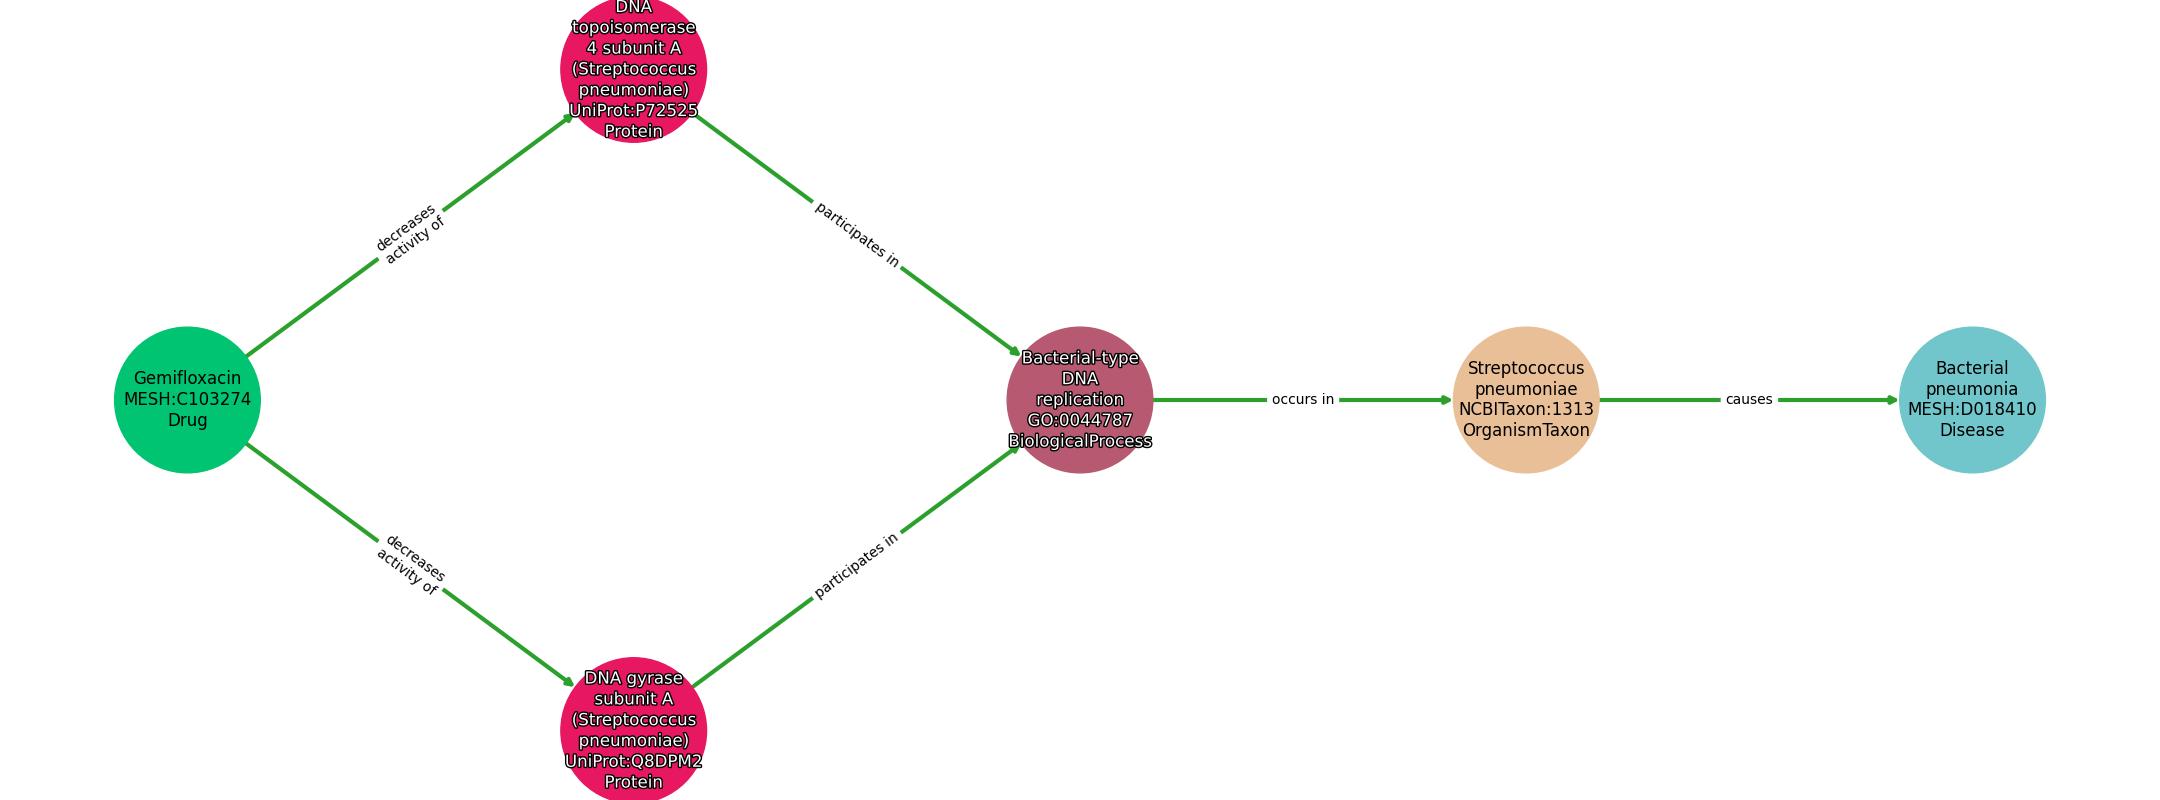 DNA
topoisomerase
4 subunit A
(Streptococcus
pneumoniae)
UniProt:P72525
Protein
decreases
activity of
participates in
Gemifloxacin
MESH:C103274
Drug
Bacterial-type
DNA
replication
GO:0044787
BiologicalProcess
occurs in
Streptococcus
pneumoniae
NCBITaxon:1313
OrganismTaxon
causes
Bacterial
pneumonia
MESH:D018410
Disease
decreases
activity of
participates in
DNA gyrase
subunit A
(Streptococcus
pneumoniae)
UniProt:Q8DPM2
Protein